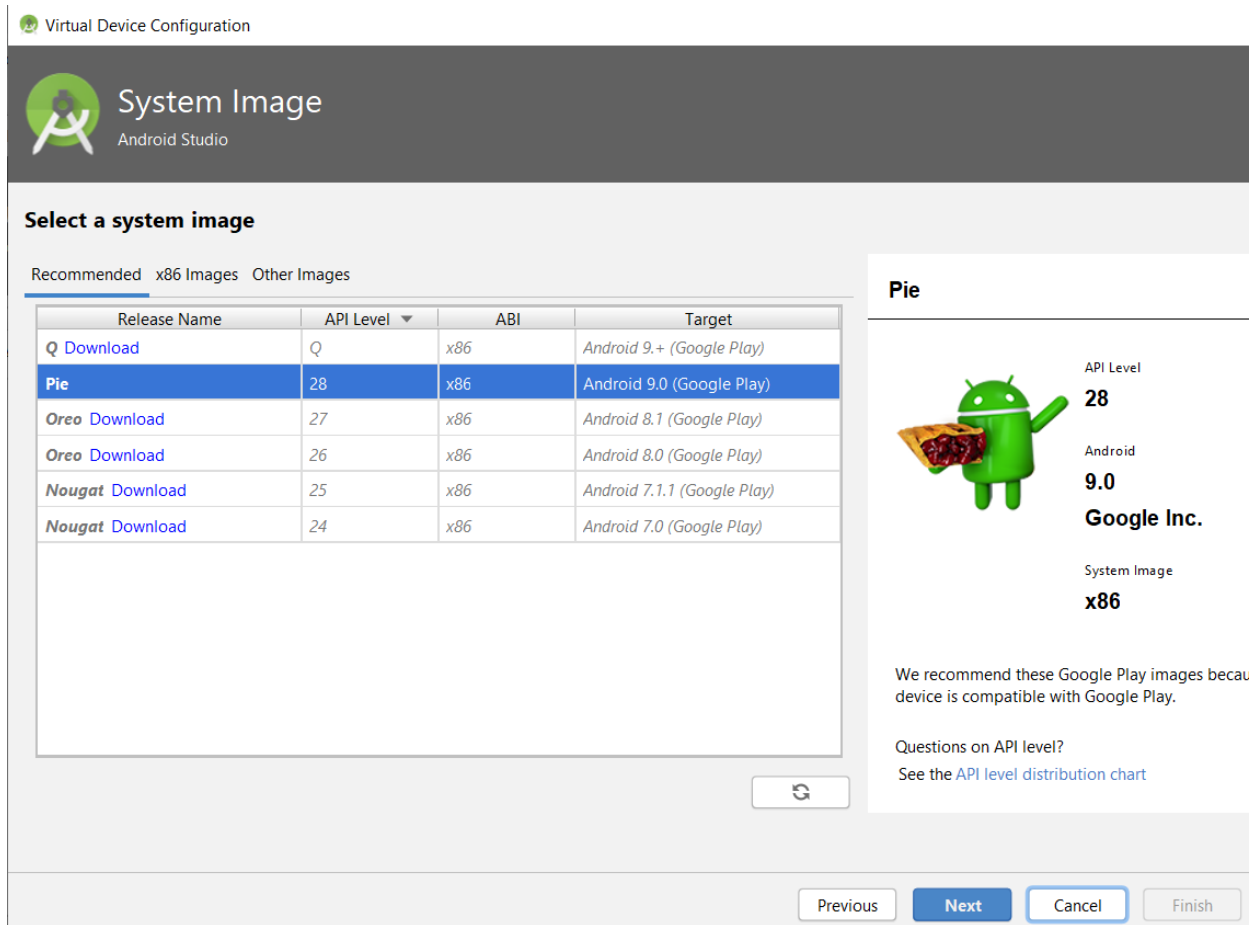 Virtual Device Configuration
System Image
Android Studio
Select a system image
Recommended x86 Images Other Images
Release Name API Level ABI Target
Q Download Q x86 Android 9.+ (Google Play)
Pie 28 x86 Android 9.0 (Google Play)
Oreo Download 27 x86 Android 8.1 (Google Play)
Oreo Download 26 x86 Android 8.0 (Google Play)
Nougat Download 25 x86 Android 7.1.1 (Google Play)
Nougat Download 24 x86 Android 7.0 (Google Play)
Pie
API Level
28
Android
9.0
Google Inc.
System Image
x86
We recommend these Google Play images becau
device is compatible with Google Play.
Questions on API level?
See the API level distribution chart
Previous Next Cancel Finish